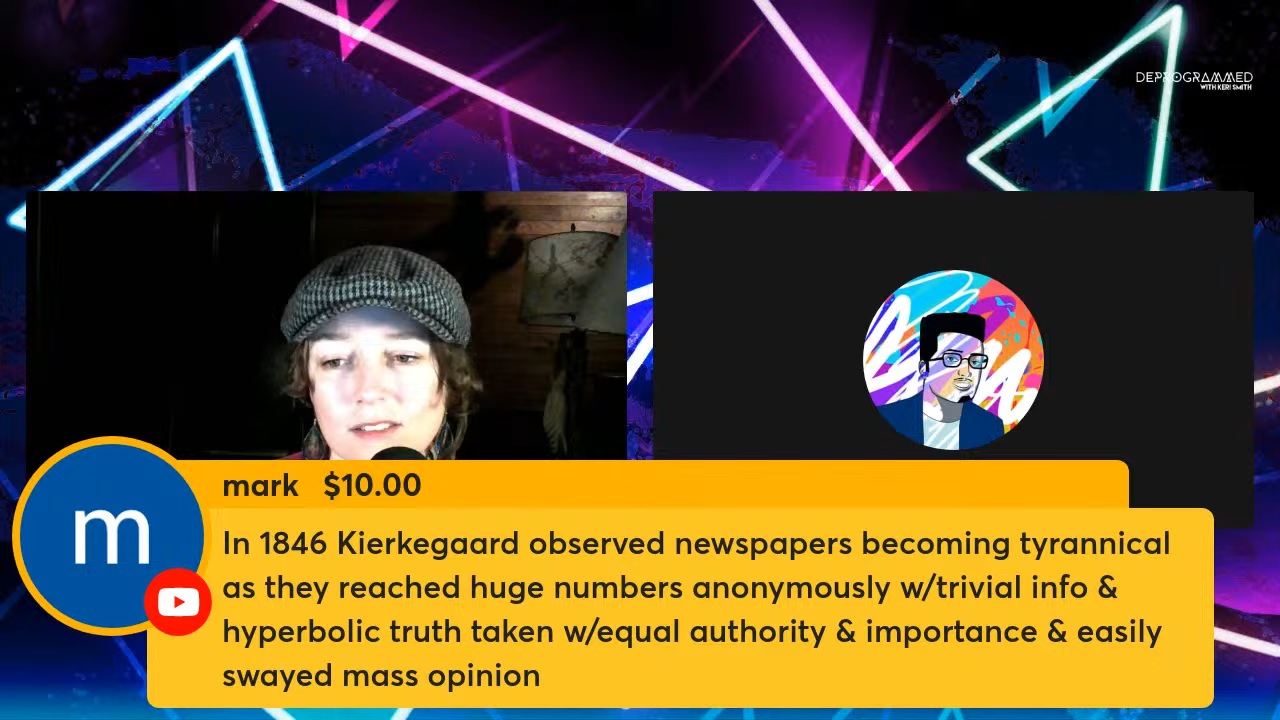 DEPROGRAMMED
WITH KERI SMITH
mark $10.00
m
In 1846 Kierkegaard observed newspapers becoming tyrannical
as they reached huge numbers anonymously w/trivial info &
hyperbolic truth taken w/equal authority & importance & easily
swayed mass opinion